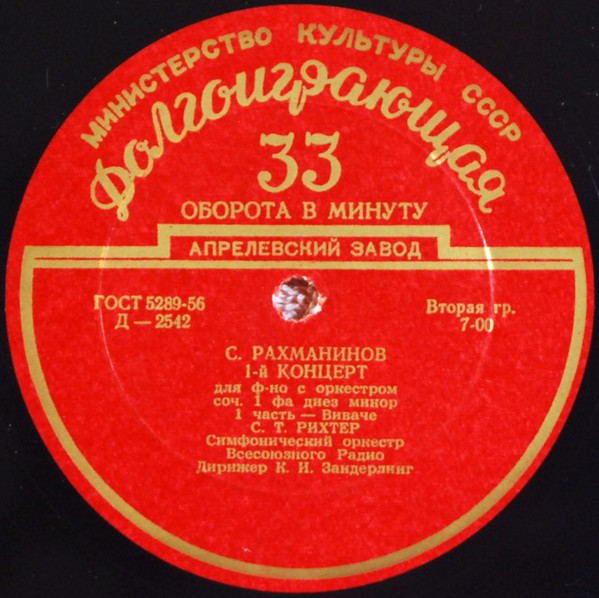 МИНИСТЕРСТВО КУЛЬТУРЫ СССР
Долгоиграющая
33
ОБОРОТА В МИНУТУ
АПРЕЛЕВСКИЙ ЗАВОД
ГОСТ 5289-56
Д — 2542
Вторая гр.
7-00
С. РАХМАНИНОВ
1-й КОНЦЕРТ
для ф-но с оркестром
соч. 1 фа диез минор
1 часть — Виваче
С. Т. РИХТЕР
Симфонический оркестр
Всесоюзного Радио
Дирижер К. И. Зандерлинг